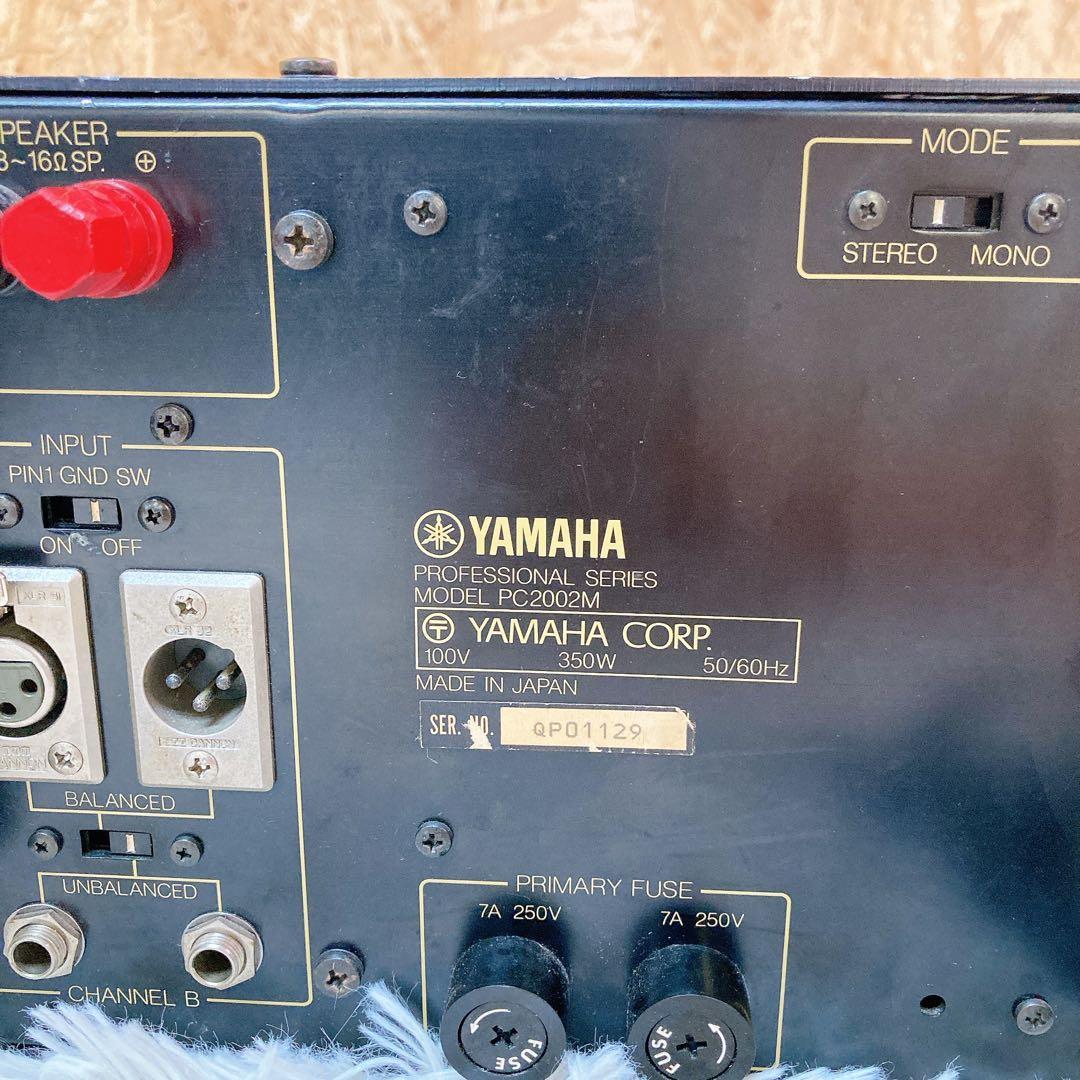 PEAKER
8~16Ω SP. ⊕
MODE
STEREO MONO
INPUT
PIN1 GND SW
ON OFF
YAMAHA
PROFESSIONAL SERIES
MODEL PC2002M
〶 YAMAHA CORP.
100V 350W 50/60Hz
MADE IN JAPAN
SER. NO. QP01129
BALANCED
UNBALANCED
CHANNEL B
PRIMARY FUSE
7A 250V 7A 250V
FUSE FUSE